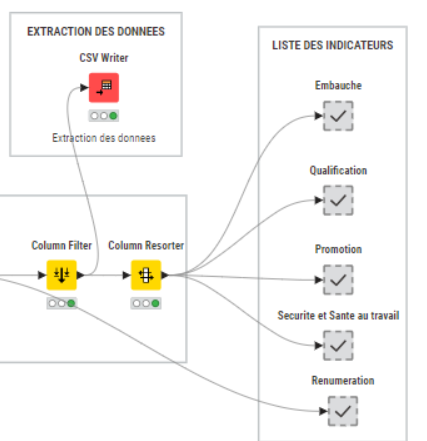 EXTRACTION DES DONNEES
CSV Writer
Extraction des donnees
Column Filter
Column Resorter
LISTE DES INDICATEURS
Embauche
Qualification
Promotion
Securite et Sante au travail
Renumeration